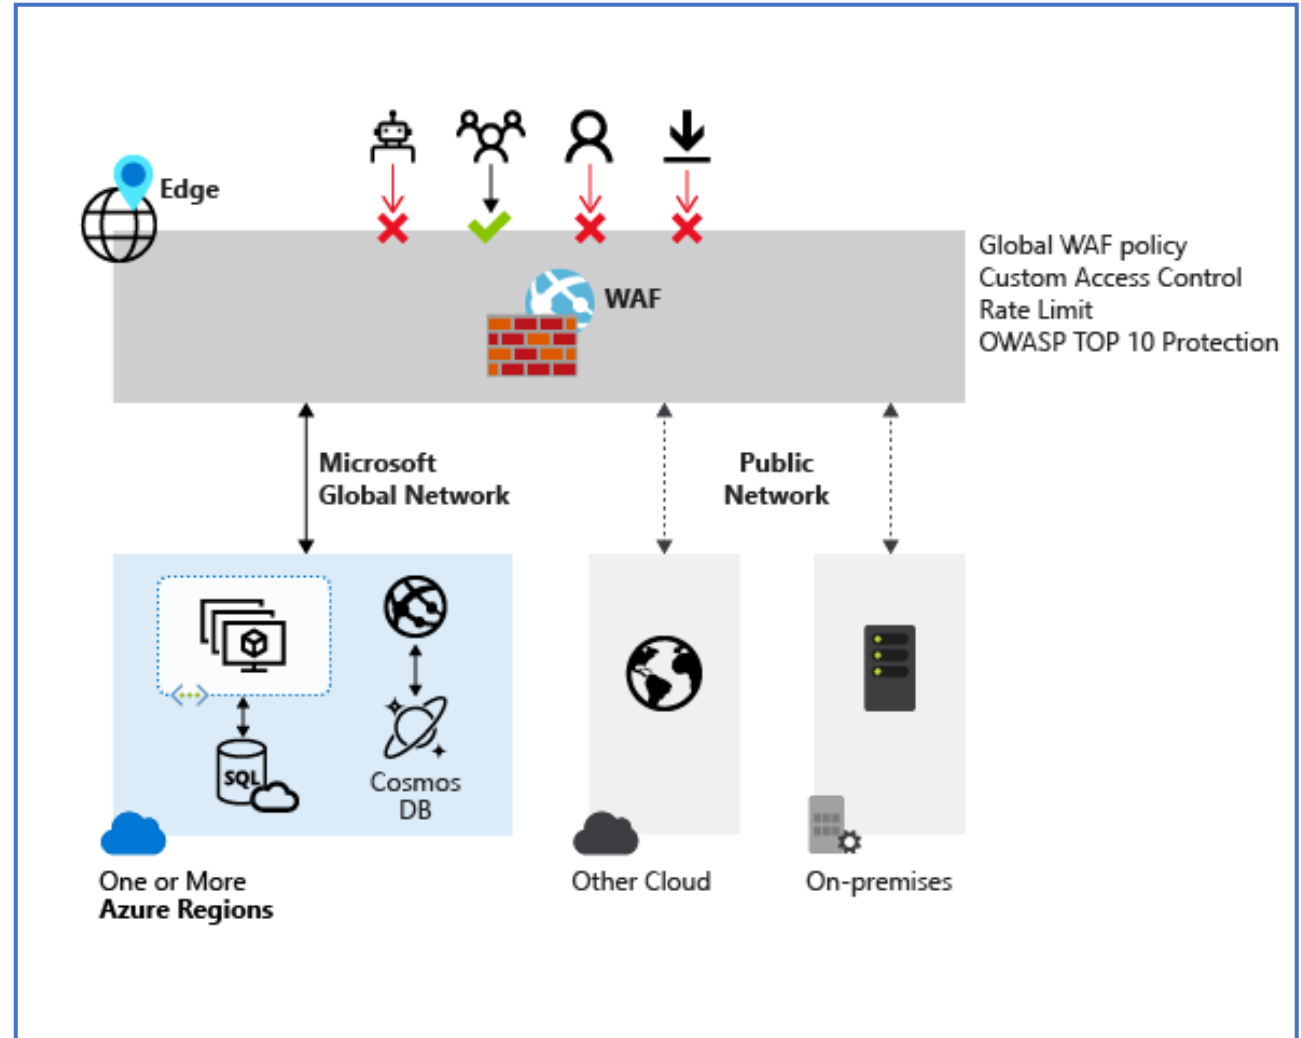 Edge
Global WAF policy
Custom Access Control
Rate Limit
OWASP TOP 10 Protection
WAF
Microsoft
Global Network
Public
Network
SQL
Cosmos
DB
One or More
Azure Regions
Other Cloud
On-premises